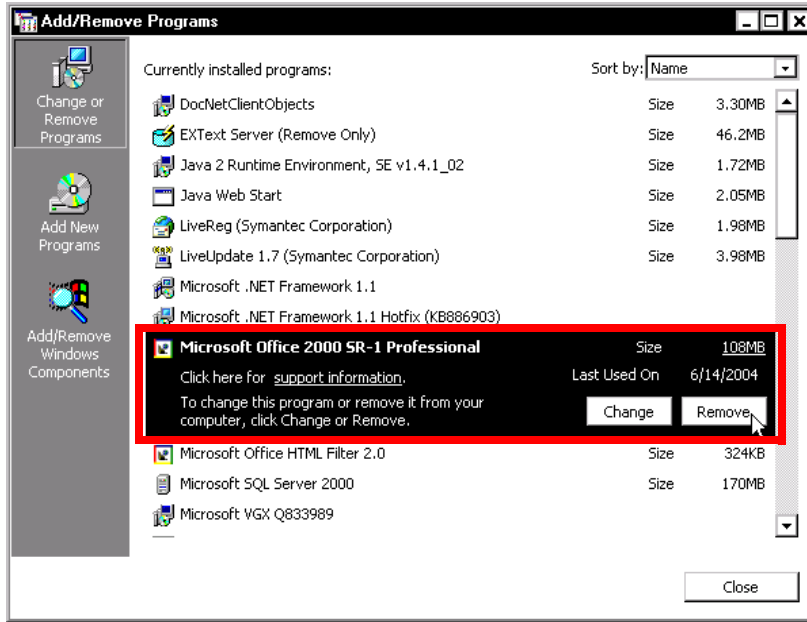 Add/Remove Programs
Change or
Remove
Programs
Add New
Programs
Add/Remove
Windows
Components
Currently installed programs:
Sort by: Name
DocNetClientObjects Size 3.30MB
EXText Server (Remove Only) Size 46.2MB
Java 2 Runtime Environment, SE v1.4.1_02 Size 1.72MB
Java Web Start Size 2.05MB
LiveReg (Symantec Corporation) Size 1.98MB
LiveUpdate 1.7 (Symantec Corporation) Size 3.98MB
Microsoft .NET Framework 1.1
Microsoft .NET Framework 1.1 Hotfix (KB886903)
Microsoft Office 2000 SR-1 Professional Size 108MB
Click here for support information. Last Used On 6/14/2004
To change this program or remove it from your
computer, click Change or Remove.
Change Remove
Microsoft Office HTML Filter 2.0 Size 324KB
Microsoft SQL Server 2000 Size 170MB
Microsoft VGX Q833989
Close